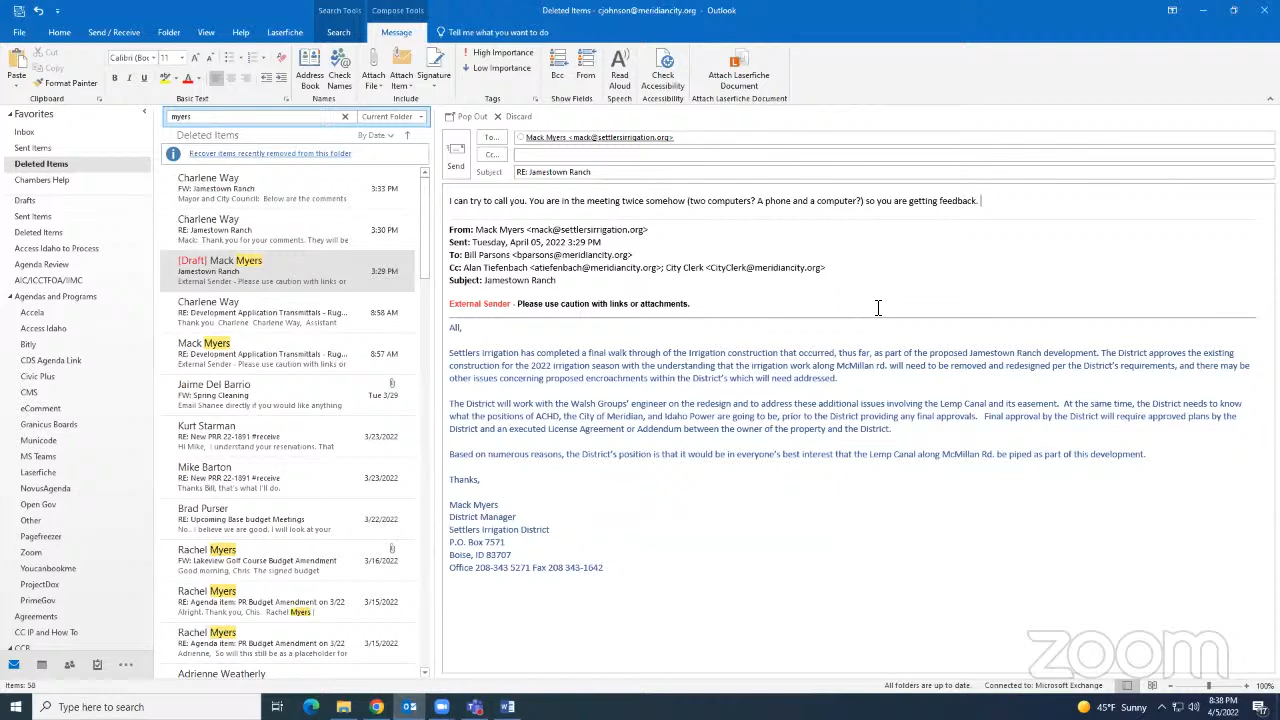 Search Tools Compose Tools Deleted Items - cjohnson@meridiancity.org - Outlook
File Home Send / Receive Folder View Help Laserfiche Search Message Tell me what you want to do
Paste Cut Copy Format Painter Clipboard
Calibri (Boc 11 Basic Text
Address Book Check Names Names
Attach File Attach Item Signature Include
High Importance Low Importance Tags
Bcc From Show Fields
Read Aloud Speech
Check Accessibility Accessibility
Attach Laserfiche Document Attach Laserfiche Document
Favorites
Inbox
Sent Items
Deleted Items
Chambers Help
Drafts
Sent Items
Deleted Items
Access Idaho to Process
Agenda Review
AIC/ICCTFOA/IMC/
Agendas and Programs
Accela
Access Idaho
Bitly
CDS Agenda Link
Civic Plus
CMS
eComment
Granicus Boards
Municode
MS Teams
Laserfiche
NovusAgenda
Open Gov
Other
Pagefreezer
Zoom
Youcanbookme
ProjectDox
PrimeGov
Agreements
CC IP and How To
CCB
myers Current Folder
Deleted Items By Date
Recover items recently removed from this folder
Charlene Way
FW: Jamestown Ranch 3:33 PM
Mayor and City Council: Below are the comments
Charlene Way
RE: Jamestown Ranch 3:30 PM
Mack: Thank you for your comments. They will be
[Draft] Mack Myers
Jamestown Ranch 3:29 PM
External Sender - Please use caution with links or
Charlene Way
RE: Development Application Transmittals - Rug... 8:58 AM
Thank you Charlene Charlene Way, Assistant
Mack Myers
RE: Development Application Transmittals - Rug... 8:57 AM
External Sender - Please use caution with links or
Jaime Del Barrio
FW: Spring Cleaning Tue 3/29
Email Shanee directly if you would like anything
Kurt Starman
RE: New PRR 22-1891 #receive 3/23/2022
Hi Mike, I understand your reservations. That
Mike Barton
RE: New PRR 22-1891 #receive 3/23/2022
Thanks Bill, that's what I'll do.
Brad Purser
RE: Upcoming Base budget Meetings 3/22/2022
No.. I believe we are good. I will look at your
Rachel Myers
FW: Lakeview Golf Course Budget Amendment 3/16/2022
Good morning, Chris. The signed budget
Rachel Myers
RE: Agenda item: PR Budget Amendment on 3/22 3/15/2022
Alright. Thank you, Chis. Rachel Myers |
Rachel Myers
RE: Agenda item: PR Budget Amendment on 3/22 3/15/2022
Adrienne, So will this still be as a placeholder for
Adrienne Weatherly
Pop Out Discard
Send
To... Mack Myers <mack@settlersirrigation.org>
Cc...
Subject RE: Jamestown Ranch
I can try to call you. You are in the meeting twice somehow (two computers? A phone and a computer?) so you are getting feedback.
From: Mack Myers <mack@settlersirrigation.org>
Sent: Tuesday, April 05, 2022 3:29 PM
To: Bill Parsons <bparsons@meridiancity.org>
Cc: Alan Tiefenbach <atiefenbach@meridiancity.org>; City Clerk <CityClerk@meridiancity.org>
Subject: Jamestown Ranch
External Sender - Please use caution with links or attachments.
All,
Settlers Irrigation has completed a final walk through of the Irrigation construction that occurred, thus far, as part of the proposed Jamestown Ranch development. The District approves the existing
construction for the 2022 irrigation season with the understanding that the irrigation work along McMillan rd. will need to be removed and redesigned per the District's requirements, and there may be
other issues concerning proposed encroachments within the District's which will need addressed.
The District will work with the Walsh Groups' engineer on the redesign and to address these additional issues involving the Lemp Canal and its easement. At the same time, the District needs to know
what the positions of ACHD, the City of Meridian, and Idaho Power are going to be, prior to the District providing any final approvals. Final approval by the District will require approved plans by the
District and an executed License Agreement or Addendum between the owner of the property and the District.
Based on numerous reasons, the District's position is that it would be in everyone's best interest that the Lemp Canal along McMillan Rd. be piped as part of this development.
Thanks,
Mack Myers
District Manager
Settlers Irrigation District
P.O. Box 7571
Boise, ID 83707
Office 208-343 5271 Fax 208 343-1642
zoom
Items: 50 All folders are up to date. Connected to: Microsoft Exchange 100%
Type here to search 45°F Sunny 8:38 PM
4/5/2022